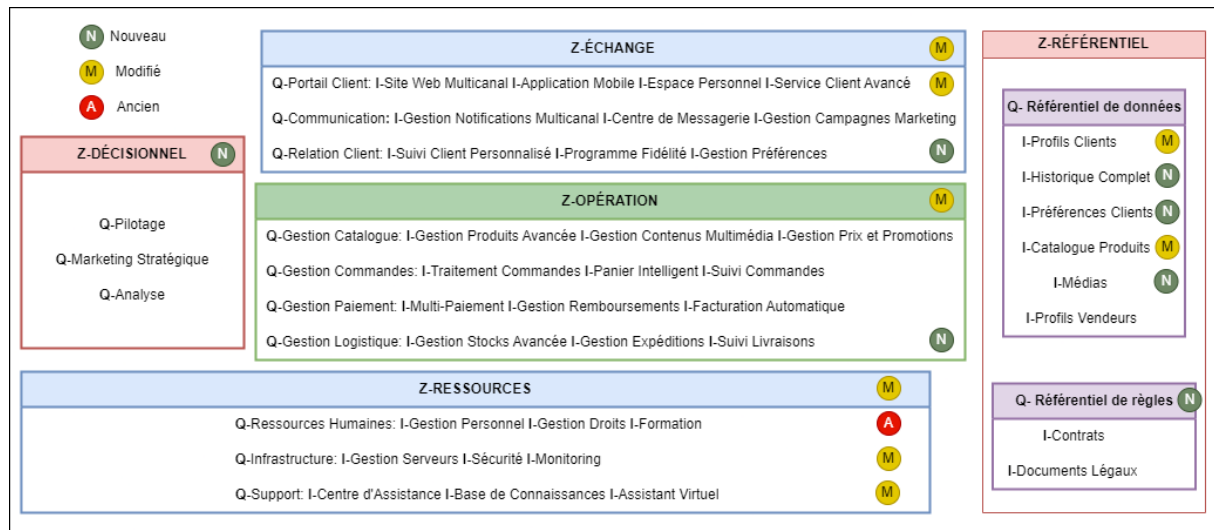 N Nouveau
M Modifié
A Ancien
Z-DÉCISIONNEL N
Q-Pilotage
Q-Marketing Stratégique
Q-Analyse
Z-ÉCHANGE M
Q-Portail Client: I-Site Web Multicanal I-Application Mobile I-Espace Personnel I-Service Client Avancé M
Q-Communication: I-Gestion Notifications Multicanal I-Centre de Messagerie I-Gestion Campagnes Marketing
Q-Relation Client: I-Suivi Client Personnalisé I-Programme Fidélité I-Gestion Préférences N
Z-OPÉRATION M
Q-Gestion Catalogue: I-Gestion Produits Avancée I-Gestion Contenus Multimédia I-Gestion Prix et Promotions
Q-Gestion Commandes: I-Traitement Commandes I-Panier Intelligent I-Suivi Commandes
Q-Gestion Paiement: I-Multi-Paiement I-Gestion Remboursements I-Facturation Automatique
Q-Gestion Logistique: I-Gestion Stocks Avancée I-Gestion Expéditions I-Suivi Livraisons N
Z-RESSOURCES M
Q-Ressources Humaines: I-Gestion Personnel I-Gestion Droits I-Formation A
Q-Infrastructure: I-Gestion Serveurs I-Sécurité I-Monitoring M
Q-Support: I-Centre d'Assistance I-Base de Connaissances I-Assistant Virtuel M
Z-RÉFÉRENTIEL
Q- Référentiel de données
I-Profils Clients M
I-Historique Complet N
I-Préférences Clients N
I-Catalogue Produits M
I-Médias N
I-Profils Vendeurs
Q- Référentiel de règles N
I-Contrats
I-Documents Légaux